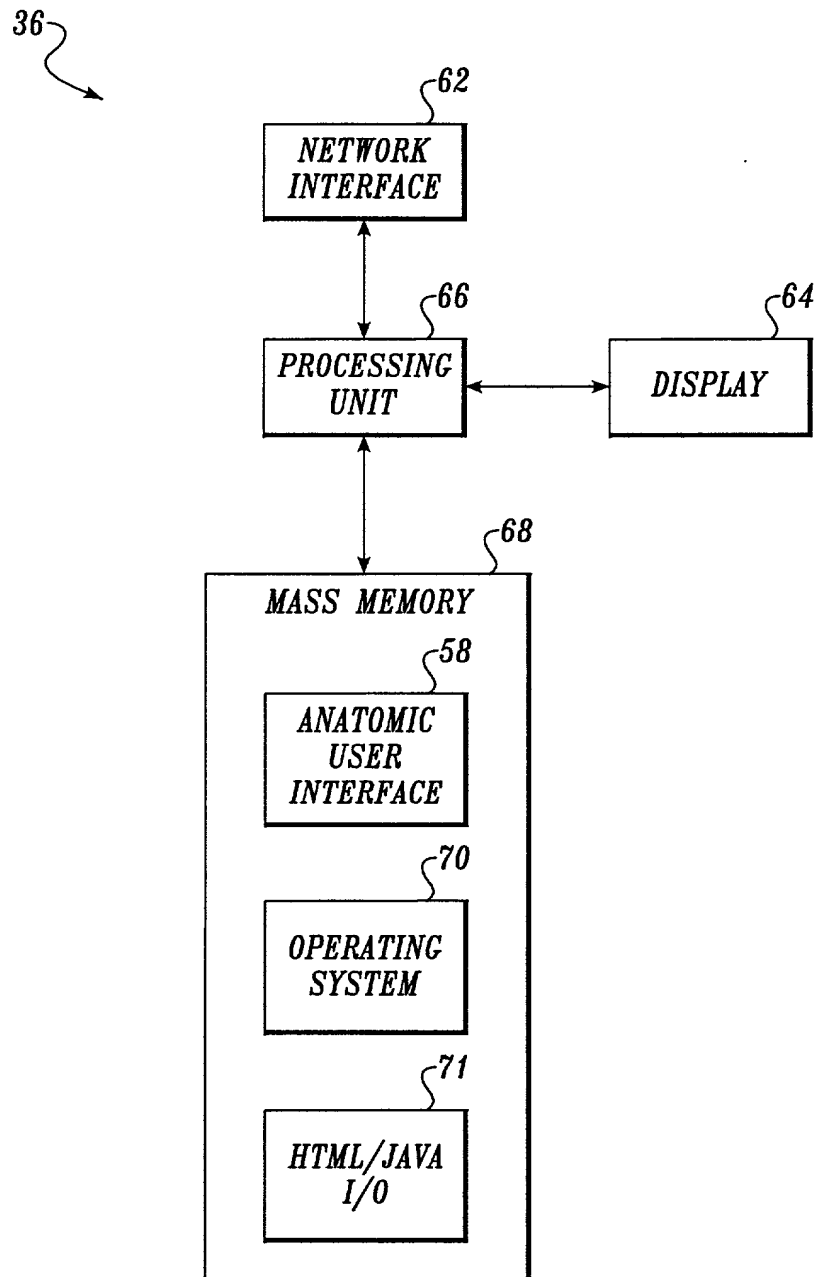 36
62
NETWORK
INTERFACE
66
PROCESSING
UNIT
64
DISPLAY
68
MASS MEMORY
58
ANATOMIC
USER
INTERFACE
70
OPERATING
SYSTEM
71
HTML/JAVA
I/O